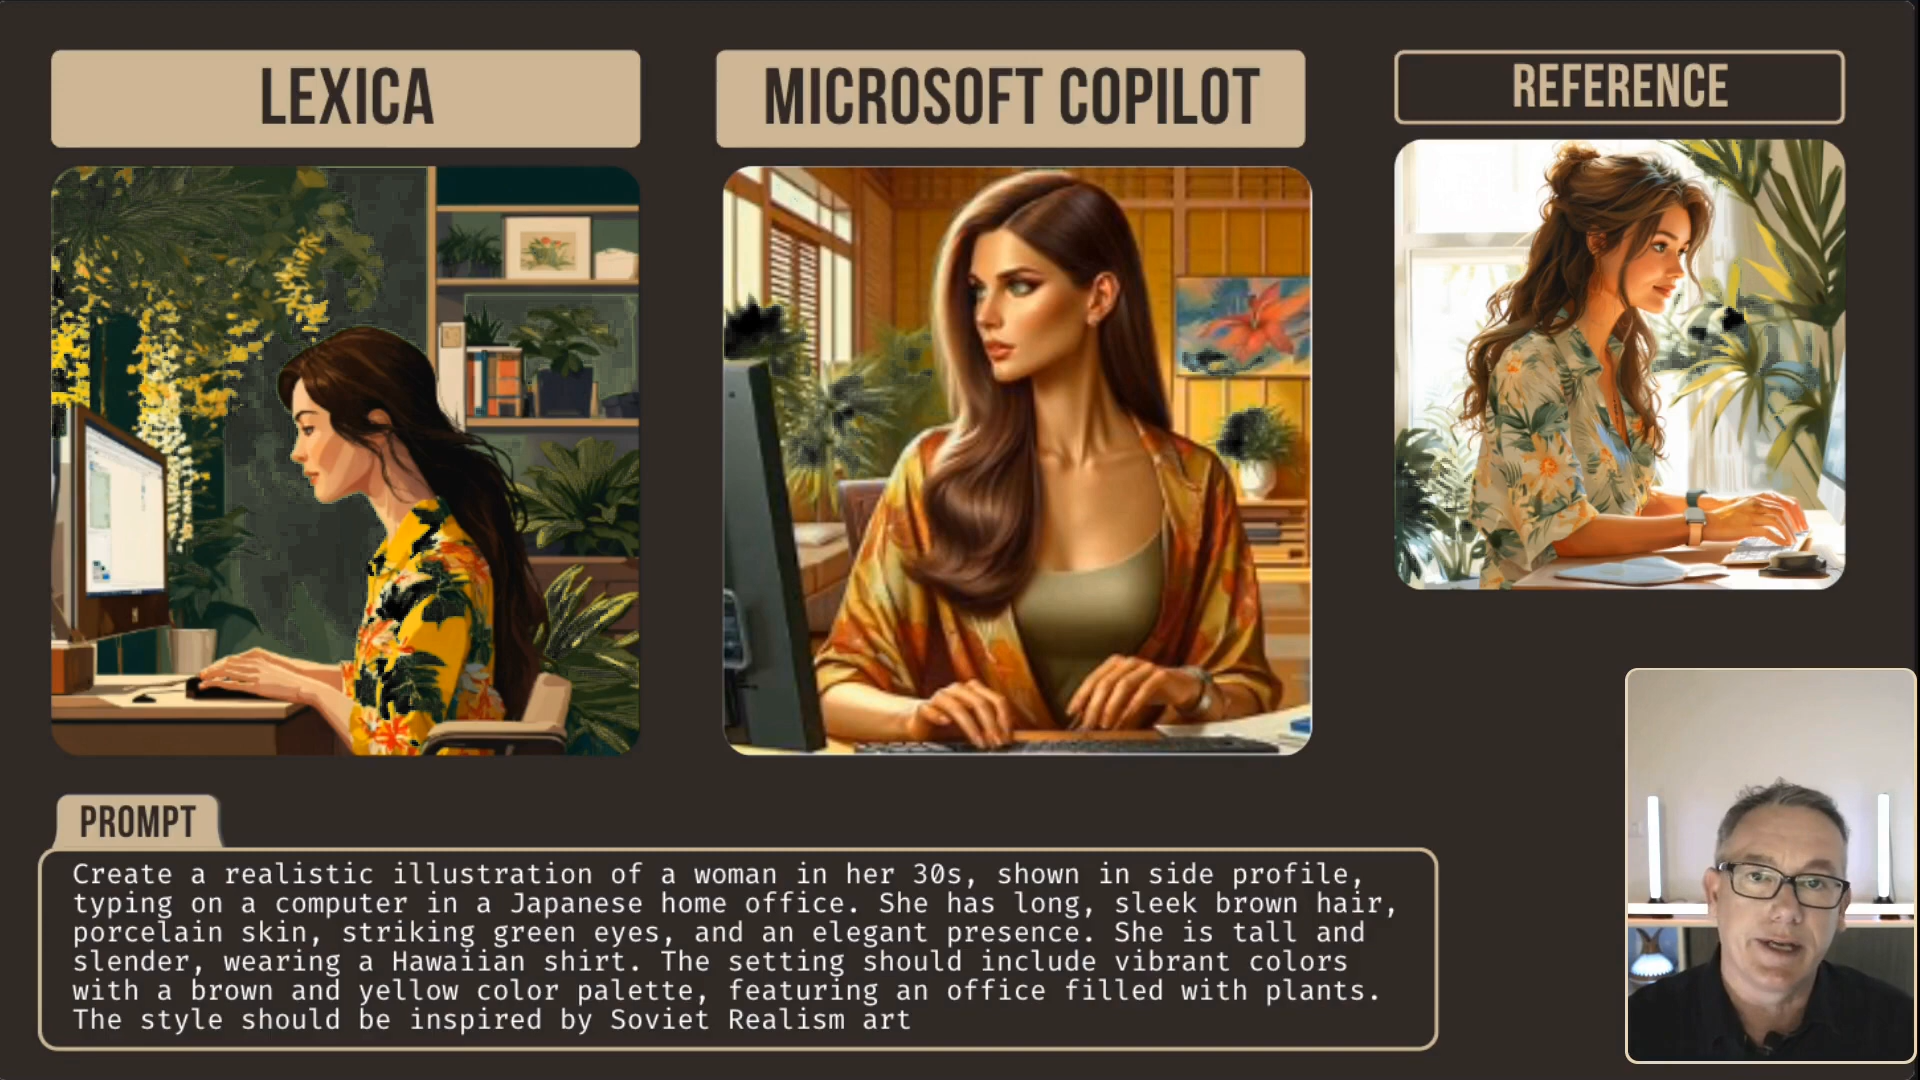 LEXICA
MICROSOFT COPILOT
REFERENCE
PROMPT
Create a realistic illustration of a woman in her 30s, shown in side profile,
typing on a computer in a Japanese home office. She has long, sleek brown hair,
porcelain skin, striking green eyes, and an elegant presence. She is tall and
slender, wearing a Hawaiian shirt. The setting should include vibrant colors
with a brown and yellow color palette, featuring an office filled with plants.
The style should be inspired by Soviet Realism art